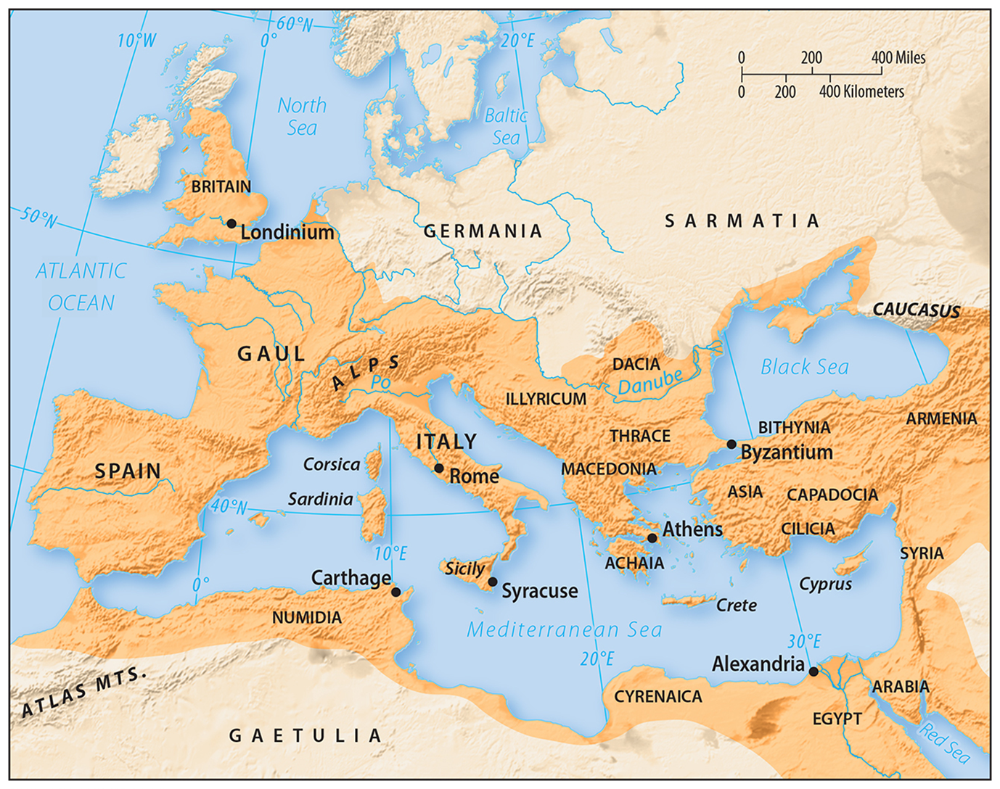 60°N
10°W
0°
20°E
0 200 400 Miles
0 200 400 Kilometers
North
Sea
Baltic
Sea
BRITAIN
50°N
Londinium
GERMANIA
SARMATIA
ATLANTIC
OCEAN
CAUCASUS
GAUL
ALPS
Po
DACIA
Danube
Black Sea
ILLYRICUM
BITHYNIA
ARMENIA
THRACE
ITALY
Byzantium
Corsica
SPAIN
Rome
MACEDONIA
Sardinia
40°N
ASIA
CAPADOCIA
Athens
CILICIA
10°E
SYRIA
ACHAIA
Sicily
Carthage
0°
Syracuse
Cyprus
Crete
NUMIDIA
Mediterranean Sea
30°E
20°E
Alexandria
ATLAS MTS.
CYRENAICA
ARABIA
EGYPT
GAETULIA
Red Sea